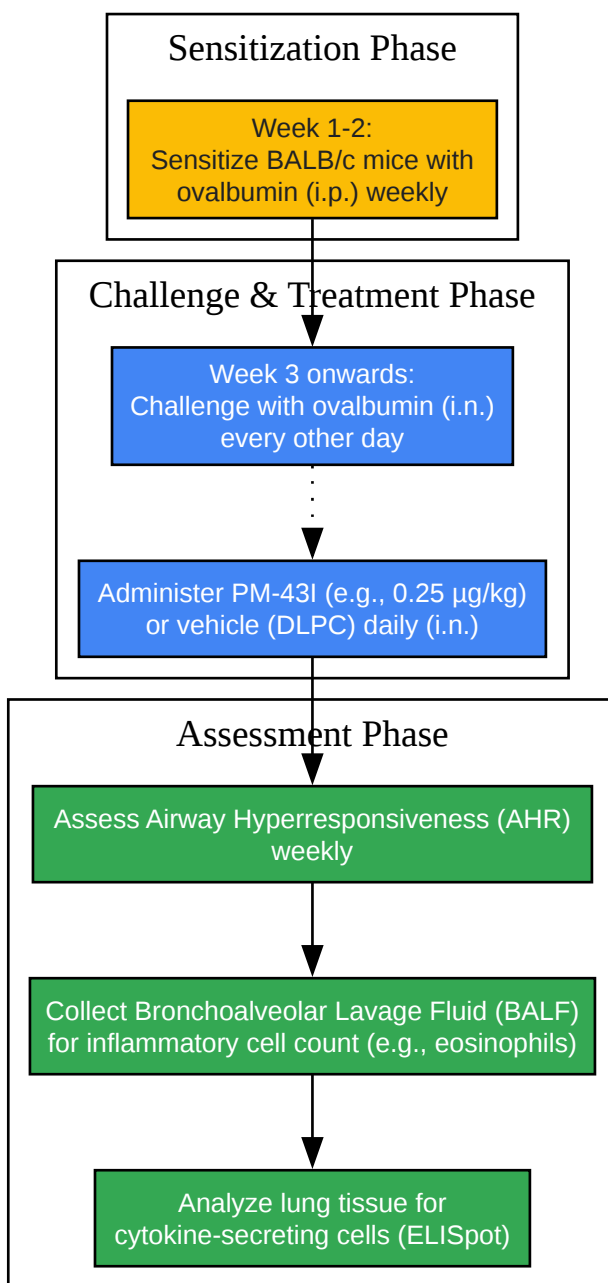 Sensitization Phase
Week 1-2:
Sensitize BALB/c mice with
ovalbumin (i.p.) weekly
Challenge & Treatment Phase
Week 3 onwards:
Challenge with ovalbumin (i.n.)
every other day
Administer PM-43I (e.g., 0.25 µg/kg)
or vehicle (DLPC) daily (i.n.)
Assessment Phase
Assess Airway Hyperresponsiveness (AHR)
weekly
Collect Bronchoalveolar Lavage Fluid (BALF)
for inflammatory cell count (e.g., eosinophils)
Analyze lung tissue for
cytokine-secreting cells (ELISpot)